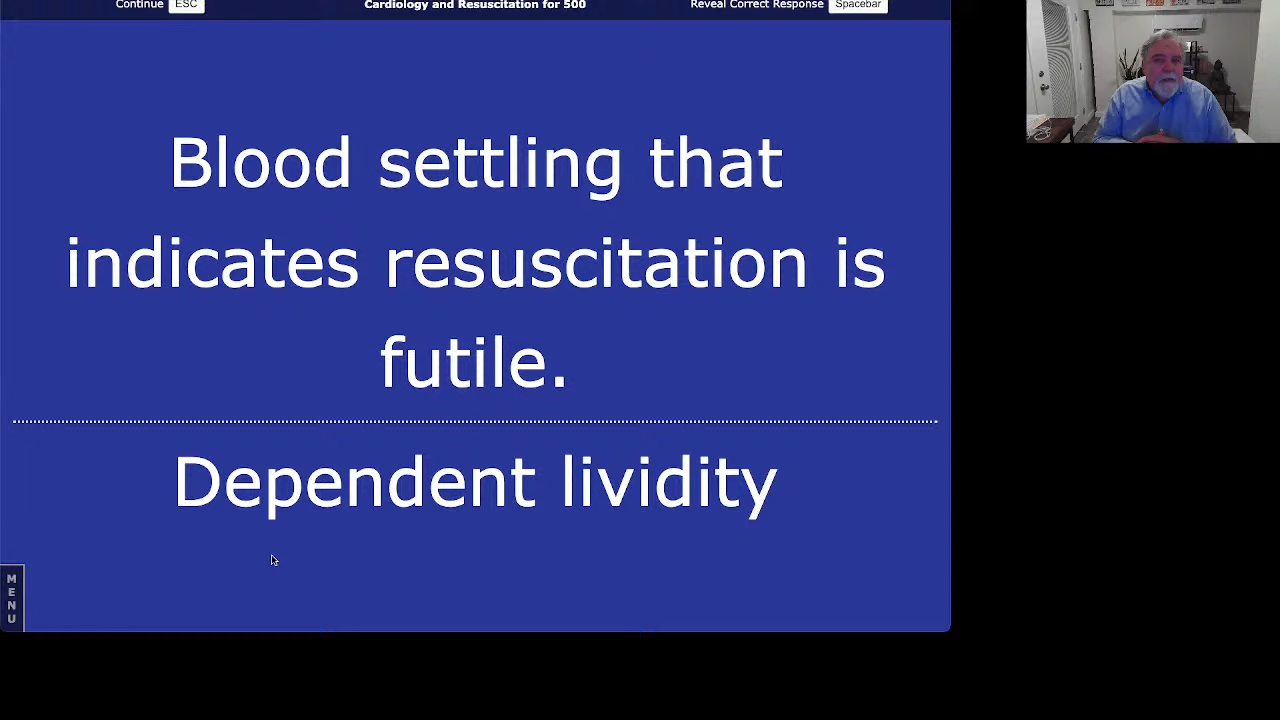 Continue ESC Cardiology and Resuscitation for 500 Reveal Correct Response Spacebar
Blood settling that
indicates resuscitation is
futile.
Dependent lividity
MENU